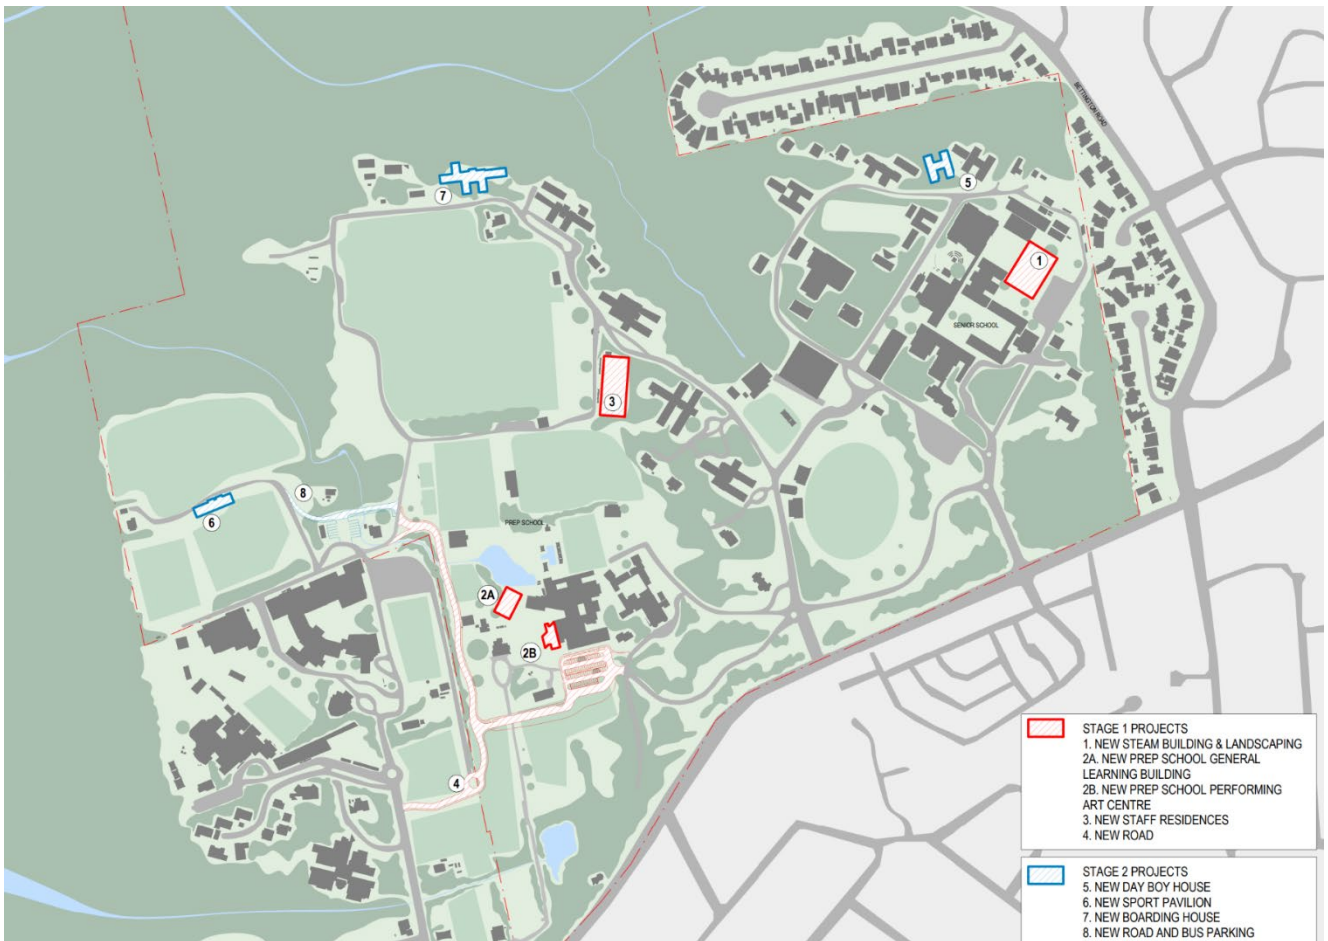 BETTINGTON ROAD
7
5
1
SENIOR SCHOOL
3
8
6
PREP SCHOOL
2A
2B
4
STAGE 1 PROJECTS
1. NEW STEAM BUILDING & LANDSCAPING
2A. NEW PREP SCHOOL GENERAL
LEARNING BUILDING
2B. NEW PREP SCHOOL PERFORMING
ART CENTRE
3. NEW STAFF RESIDENCES
4. NEW ROAD
STAGE 2 PROJECTS
5. NEW DAY BOY HOUSE
6. NEW SPORT PAVILION
7. NEW BOARDING HOUSE
8. NEW ROAD AND BUS PARKING